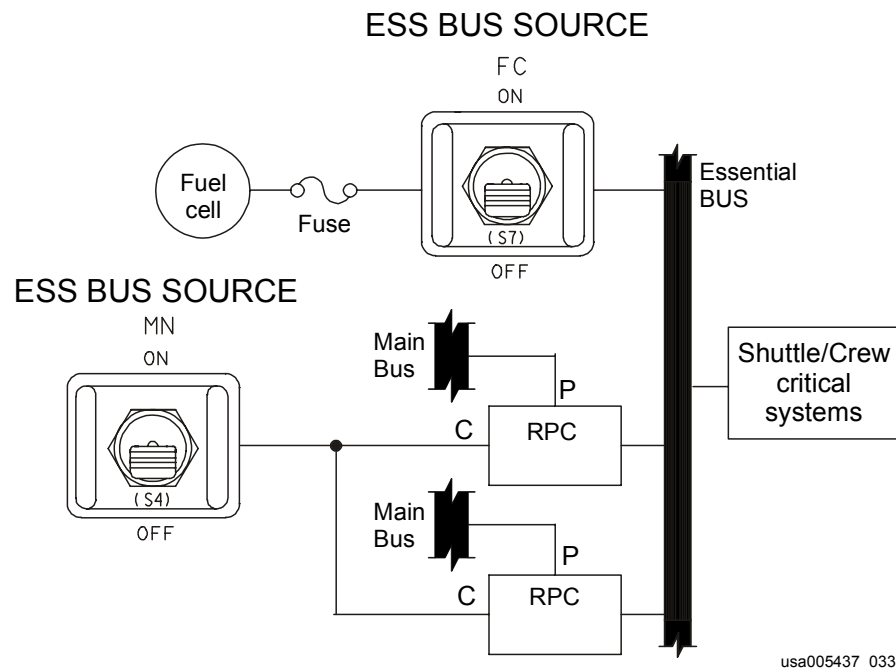 ESS BUS SOURCE
FC
ON
Fuel
cell
Fuse
(S7)
OFF
Essential
BUS
ESS BUS SOURCE
MN
ON
(S4)
OFF
Main
Bus
P
C
RPC
Main
Bus
P
C
RPC
Shuttle/Crew
critical
systems
usa005437_033